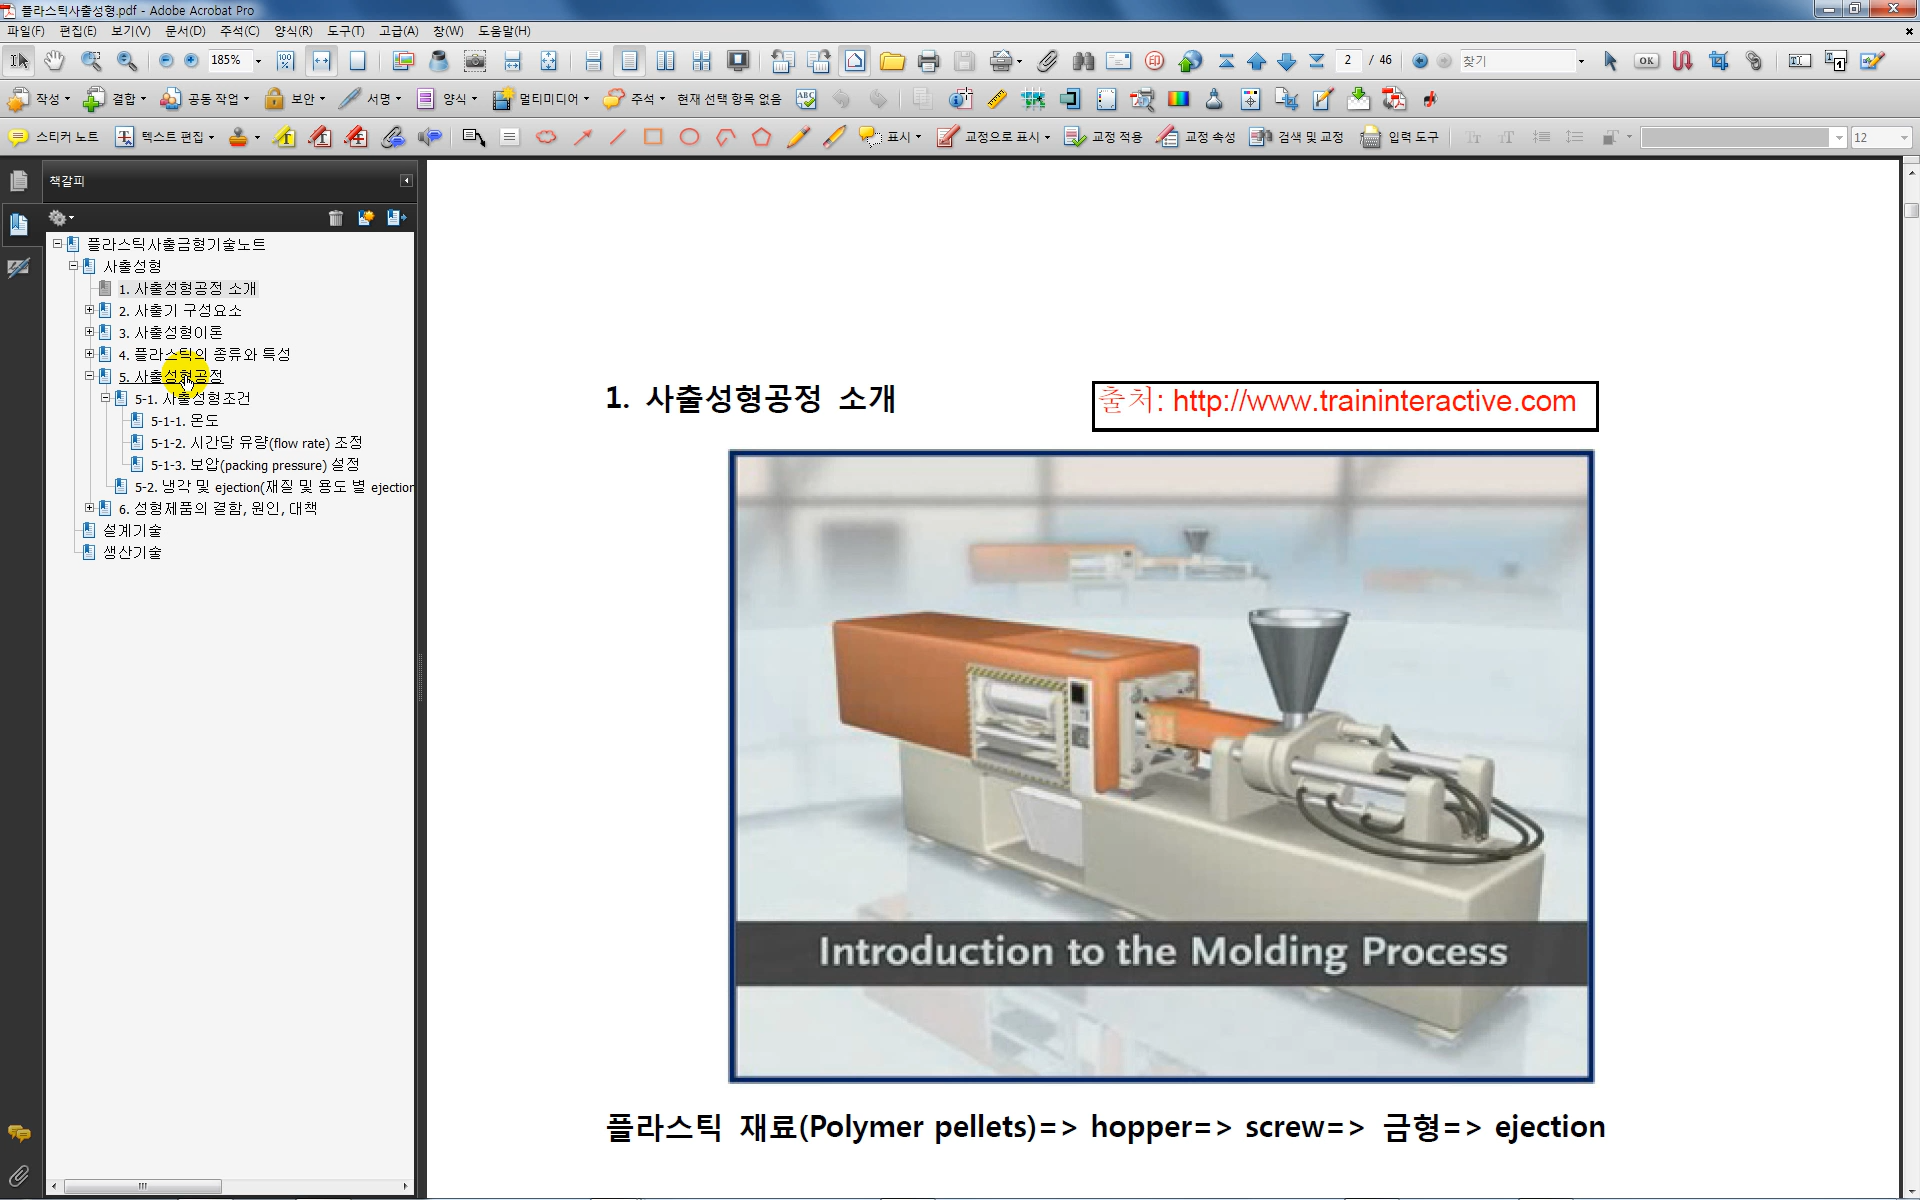 플라스틱사출성형.pdf - Adobe Acrobat Pro
파일(F) 편집(E) 보기(V) 문서(D) 주석(C) 양식(R) 도구(T) 고급(A) 창(W) 도움말(H)
185% 2 / 46 찾기 OK
작성 결합 공동 작업 보안 서명 양식 멀티미디어 주석 현재 선택 항목 없음
스티커 노트 텍스트 편집 표시 교정으로 표시 교정 적용 교정 속성 검색 및 교정 입력 도구 12
책갈피
플라스틱사출금형기술노트
사출성형
1. 사출성형공정 소개
2. 사출기 구성요소
3. 사출성형이론
4. 플라스틱의 종류와 특성
5. 사출성형공정
5-1. 사출성형조건
5-1-1. 온도
5-1-2. 시간당 유량(flow rate) 조정
5-1-3. 보압(packing pressure) 설정
5-2. 냉각 및 ejection(재질 및 용도 별 ejection
6. 성형제품의 결함, 원인, 대책
설계기술
생산기술
1. 사출성형공정 소개
출처: http://www.traininteractive.com
Introduction to the Molding Process
플라스틱 재료(Polymer pellets)=> hopper=> screw=> 금형=> ejection